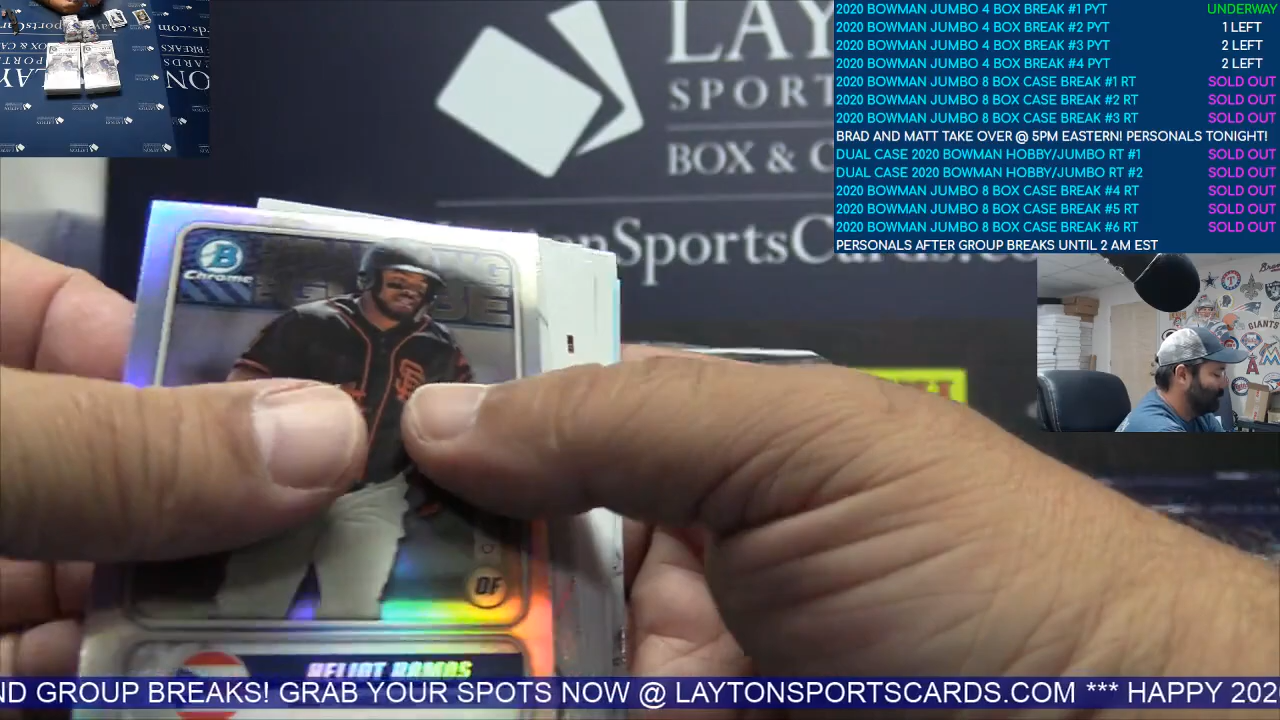 2020 BOWMAN JUMBO 4 BOX BREAK #1 PYT UNDERWAY
2020 BOWMAN JUMBO 4 BOX BREAK #2 PYT 1 LEFT
2020 BOWMAN JUMBO 4 BOX BREAK #3 PYT 2 LEFT
2020 BOWMAN JUMBO 4 BOX BREAK #4 PYT 2 LEFT
2020 BOWMAN JUMBO 8 BOX CASE BREAK #1 RT SOLD OUT
2020 BOWMAN JUMBO 8 BOX CASE BREAK #2 RT SOLD OUT
2020 BOWMAN JUMBO 8 BOX CASE BREAK #3 RT SOLD OUT
BRAD AND MATT TAKE OVER @ 5PM EASTERN! PERSONALS TONIGHT!
DUAL CASE 2020 BOWMAN HOBBY/JUMBO RT #1 SOLD OUT
DUAL CASE 2020 BOWMAN HOBBY/JUMBO RT #2 SOLD OUT
2020 BOWMAN JUMBO 8 BOX CASE BREAK #4 RT SOLD OUT
2020 BOWMAN JUMBO 8 BOX CASE BREAK #5 RT SOLD OUT
2020 BOWMAN JUMBO 8 BOX CASE BREAK #6 RT SOLD OUT
PERSONALS AFTER GROUP BREAKS UNTIL 2 AM EST
LAY
SPORT
BOX & C
nSportsCards.co
B
Chrome
SF
OF
HELIOT RAMOS
GIANTS
ND GROUP BREAKS! GRAB YOUR SPOTS NOW @ LAYTONSPORTSCARDS.COM *** HAPPY 202